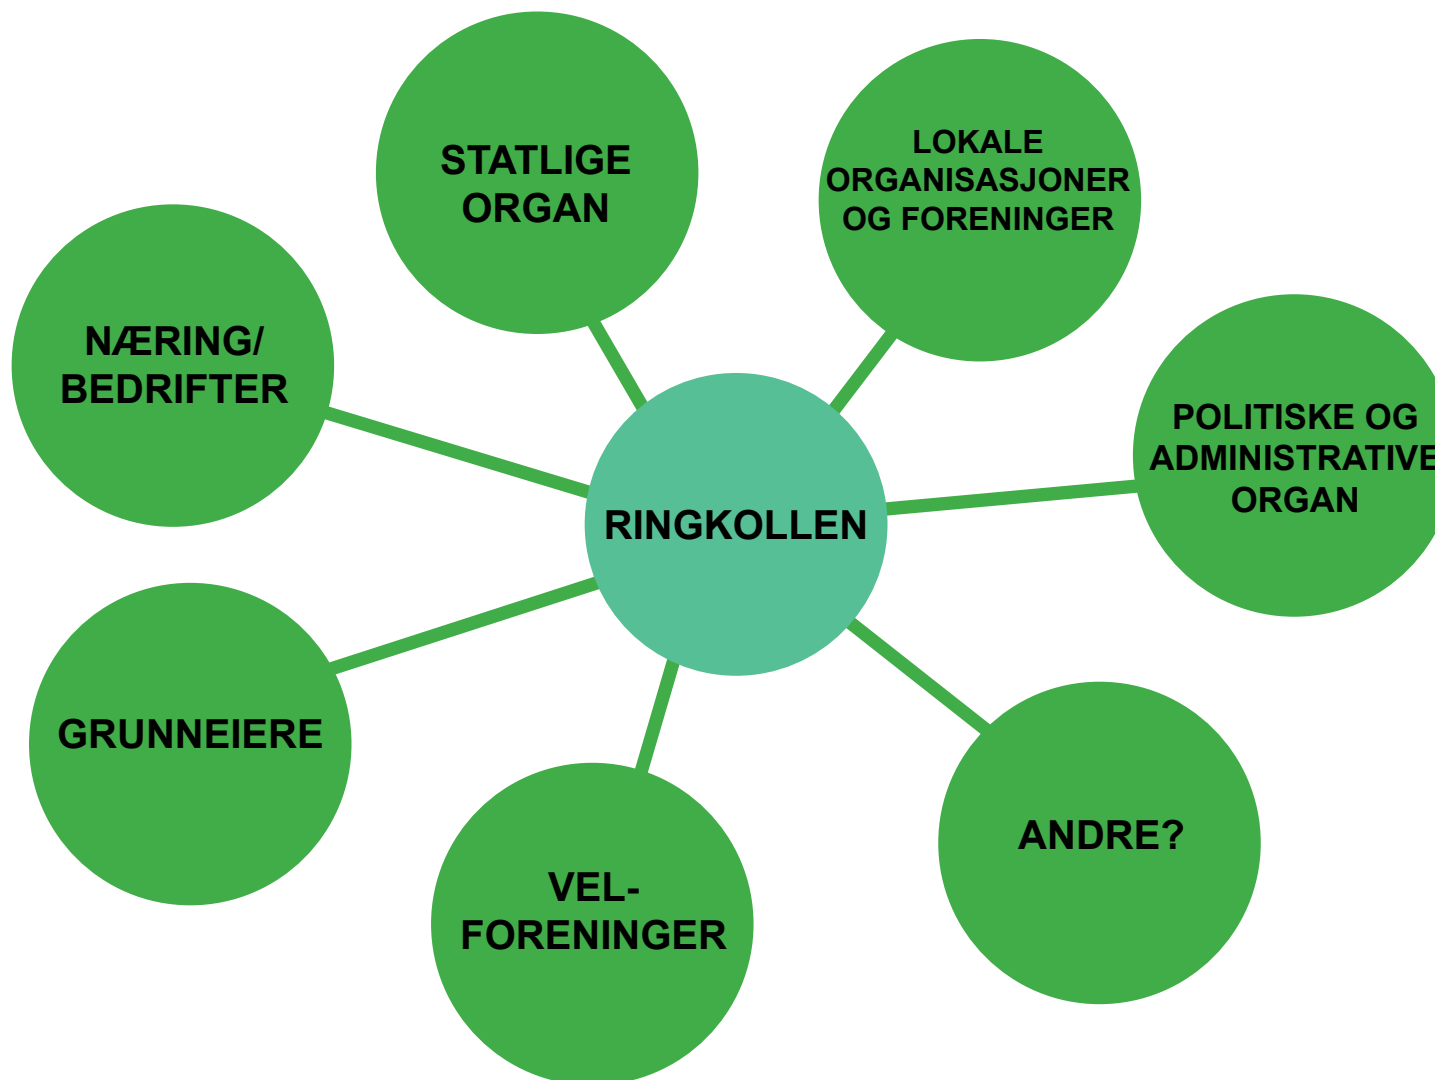 STATLIGE
ORGAN
LOKALE
ORGANISASJONER
OG FORENINGER
NÆRING/
BEDRIFTER
POLITISKE OG
ADMINISTRATIVE
ORGAN
RINGKOLLEN
GRUNNEIERE
ANDRE?
VEL-
FORENINGER